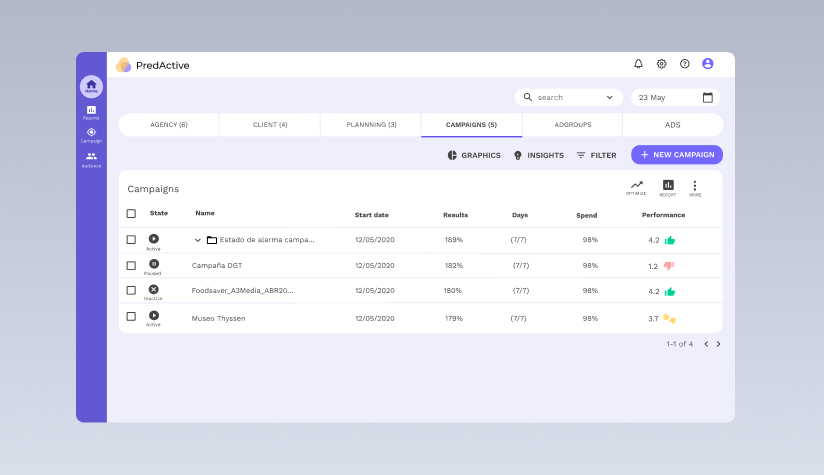 PredActive
Home
Reports
Campaign
Audience
search
23 May
AGENCY (6) CLIENT (4) PLANNNING (3) CAMPAIGNS (5) ADGROUPS ADS
GRAPHICS INSIGHTS FILTER + NEW CAMPAIGN
Campaigns
OPTIMIZE REPORT MORE
State Name Start date Results Days Spend Performance
Active Estado de alarma campa... 12/05/2020 189% (7/7) 98% 4.2
Paused Campaña DGT 12/05/2020 182% (7/7) 98% 1.2
Inactive Foodsaver_A3Media_ABR20... 12/05/2020 180% (7/7) 98% 4.2
Active Museo Thyssen 12/05/2020 179% (7/7) 98% 3.7
1-1 of 4